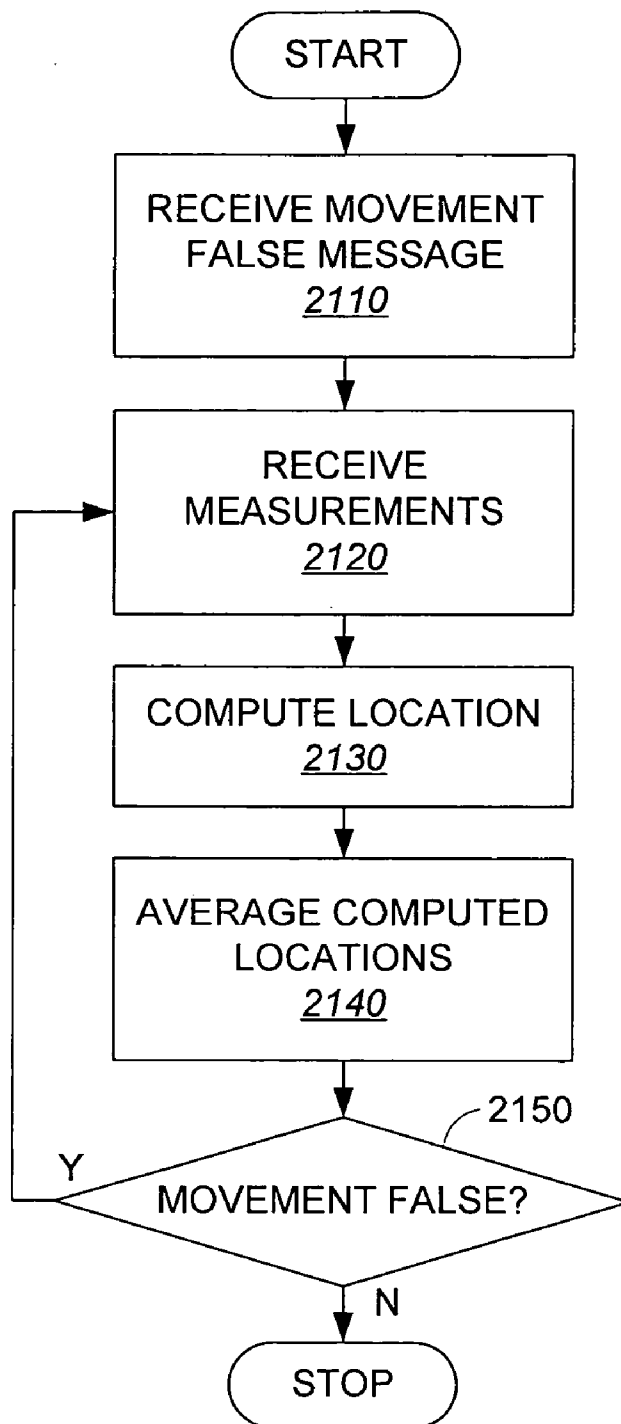 START
RECEIVE MOVEMENT
FALSE MESSAGE
2110
RECEIVE
MEASUREMENTS
2120
COMPUTE LOCATION
2130
AVERAGE COMPUTED
LOCATIONS
2140
2150
Y
MOVEMENT FALSE?
N
STOP